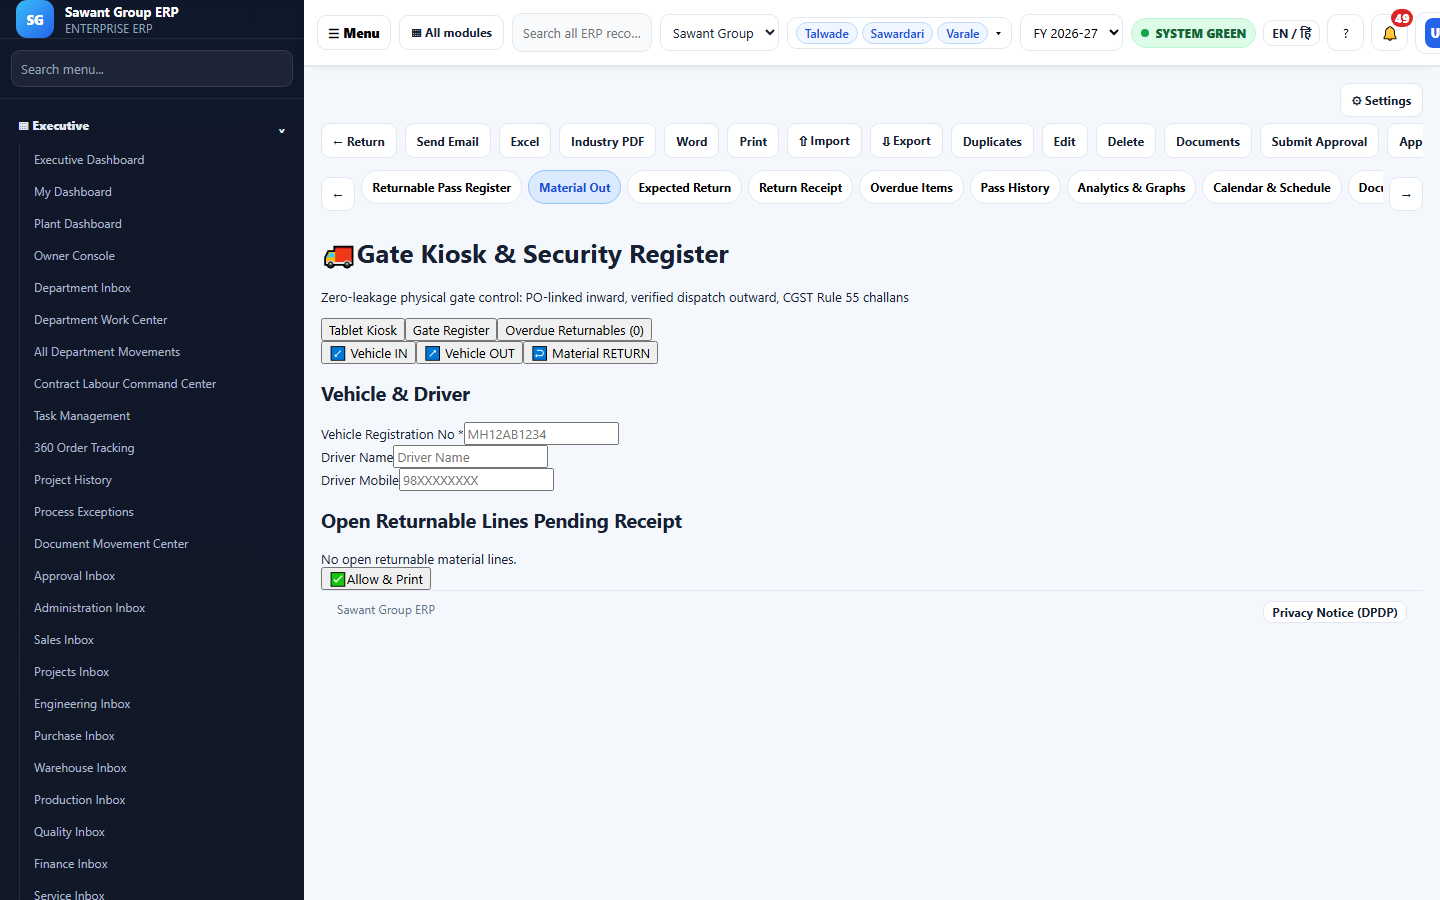 SG
Sawant Group ERP
ENTERPRISE ERP
Search menu...
Executive
Executive Dashboard
My Dashboard
Plant Dashboard
Owner Console
Department Inbox
Department Work Center
All Department Movements
Contract Labour Command Center
Task Management
360 Order Tracking
Project History
Process Exceptions
Document Movement Center
Approval Inbox
Administration Inbox
Sales Inbox
Projects Inbox
Engineering Inbox
Purchase Inbox
Warehouse Inbox
Production Inbox
Quality Inbox
Finance Inbox
Service Inbox
☰ Menu
All modules
Search all ERP reco...
Sawant Group
Talwade Sawardari Varale
FY 2026-27
SYSTEM GREEN
EN / हिं
?
49
U
⚙ Settings
← Return
Send Email
Excel
Industry PDF
Word
Print
⇧ Import
⇩ Export
Duplicates
Edit
Delete
Documents
Submit Approval
App
←
Returnable Pass Register
Material Out
Expected Return
Return Receipt
Overdue Items
Pass History
Analytics & Graphs
Calendar & Schedule
Docu
→
🚚Gate Kiosk & Security Register
Zero-leakage physical gate control: PO-linked inward, verified dispatch outward, CGST Rule 55 challans
Tablet Kiosk
Gate Register
Overdue Returnables (0)
↙ Vehicle IN
↗ Vehicle OUT
Material RETURN
Vehicle & Driver
Vehicle Registration No * MH12AB1234
Driver Name Driver Name
Driver Mobile 98XXXXXXXX
Open Returnable Lines Pending Receipt
No open returnable material lines.
✅Allow & Print
Sawant Group ERP
Privacy Notice (DPDP)